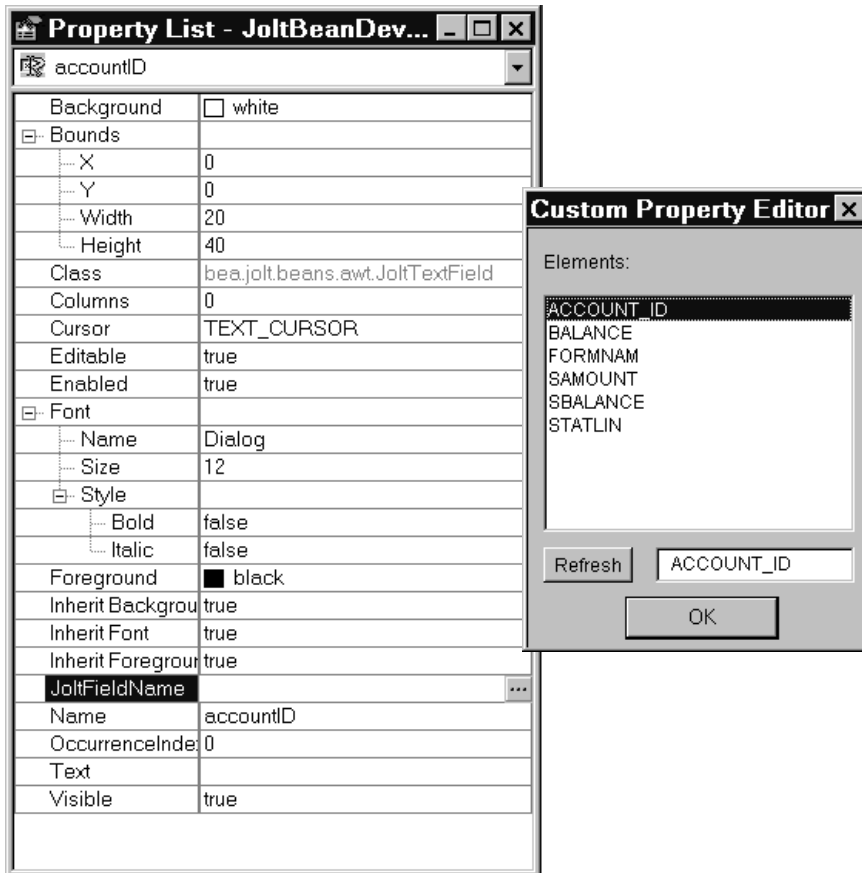 Property List - JoltBeanDev...
accountID
Background white
Bounds
X 0
Y 0
Width 20
Height 40
Class bea.jolt.beans.awt.JoltTextField
Columns 0
Cursor TEXT_CURSOR
Editable true
Enabled true
Font
Name Dialog
Size 12
Style
Bold false
Italic false
Foreground black
Inherit Backgrou true
Inherit Font true
Inherit Foregroun true
JoltFieldName ...
Name accountID
OccurrenceInde 0
Text
Visible true
Custom Property Editor
Elements:
ACCOUNT_ID
BALANCE
FORMNAM
SAMOUNT
SBALANCE
STATLIN
Refresh ACCOUNT_ID
OK